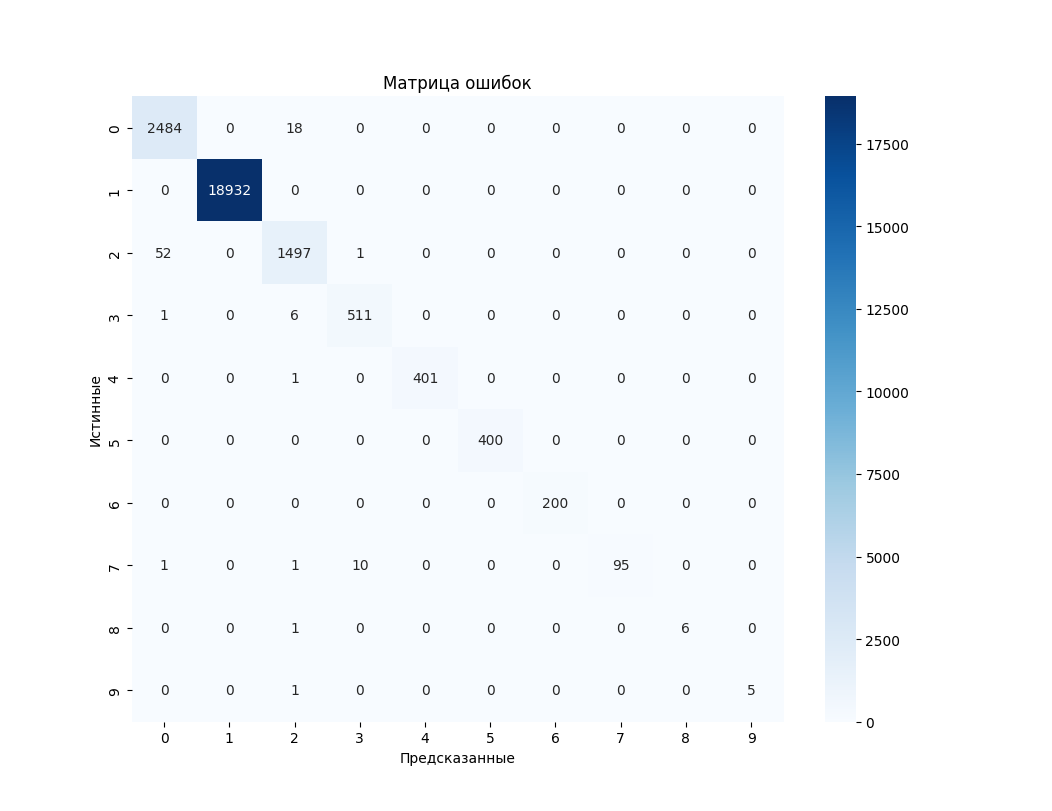 Матрица ошибок
0 2484 0 18 0 0 0 0 0 0 0
1 0 18932 0 0 0 0 0 0 0 0
2 52 0 1497 1 0 0 0 0 0 0
3 1 0 6 511 0 0 0 0 0 0
4 0 0 1 0 401 0 0 0 0 0
5 0 0 0 0 0 400 0 0 0 0
6 0 0 0 0 0 0 200 0 0 0
7 1 0 1 10 0 0 0 95 0 0
8 0 0 1 0 0 0 0 0 6 0
9 0 0 1 0 0 0 0 0 0 5
0 1 2 3 4 5 6 7 8 9
Предсказанные
Истинные
17500
15000
12500
10000
7500
5000
2500
0